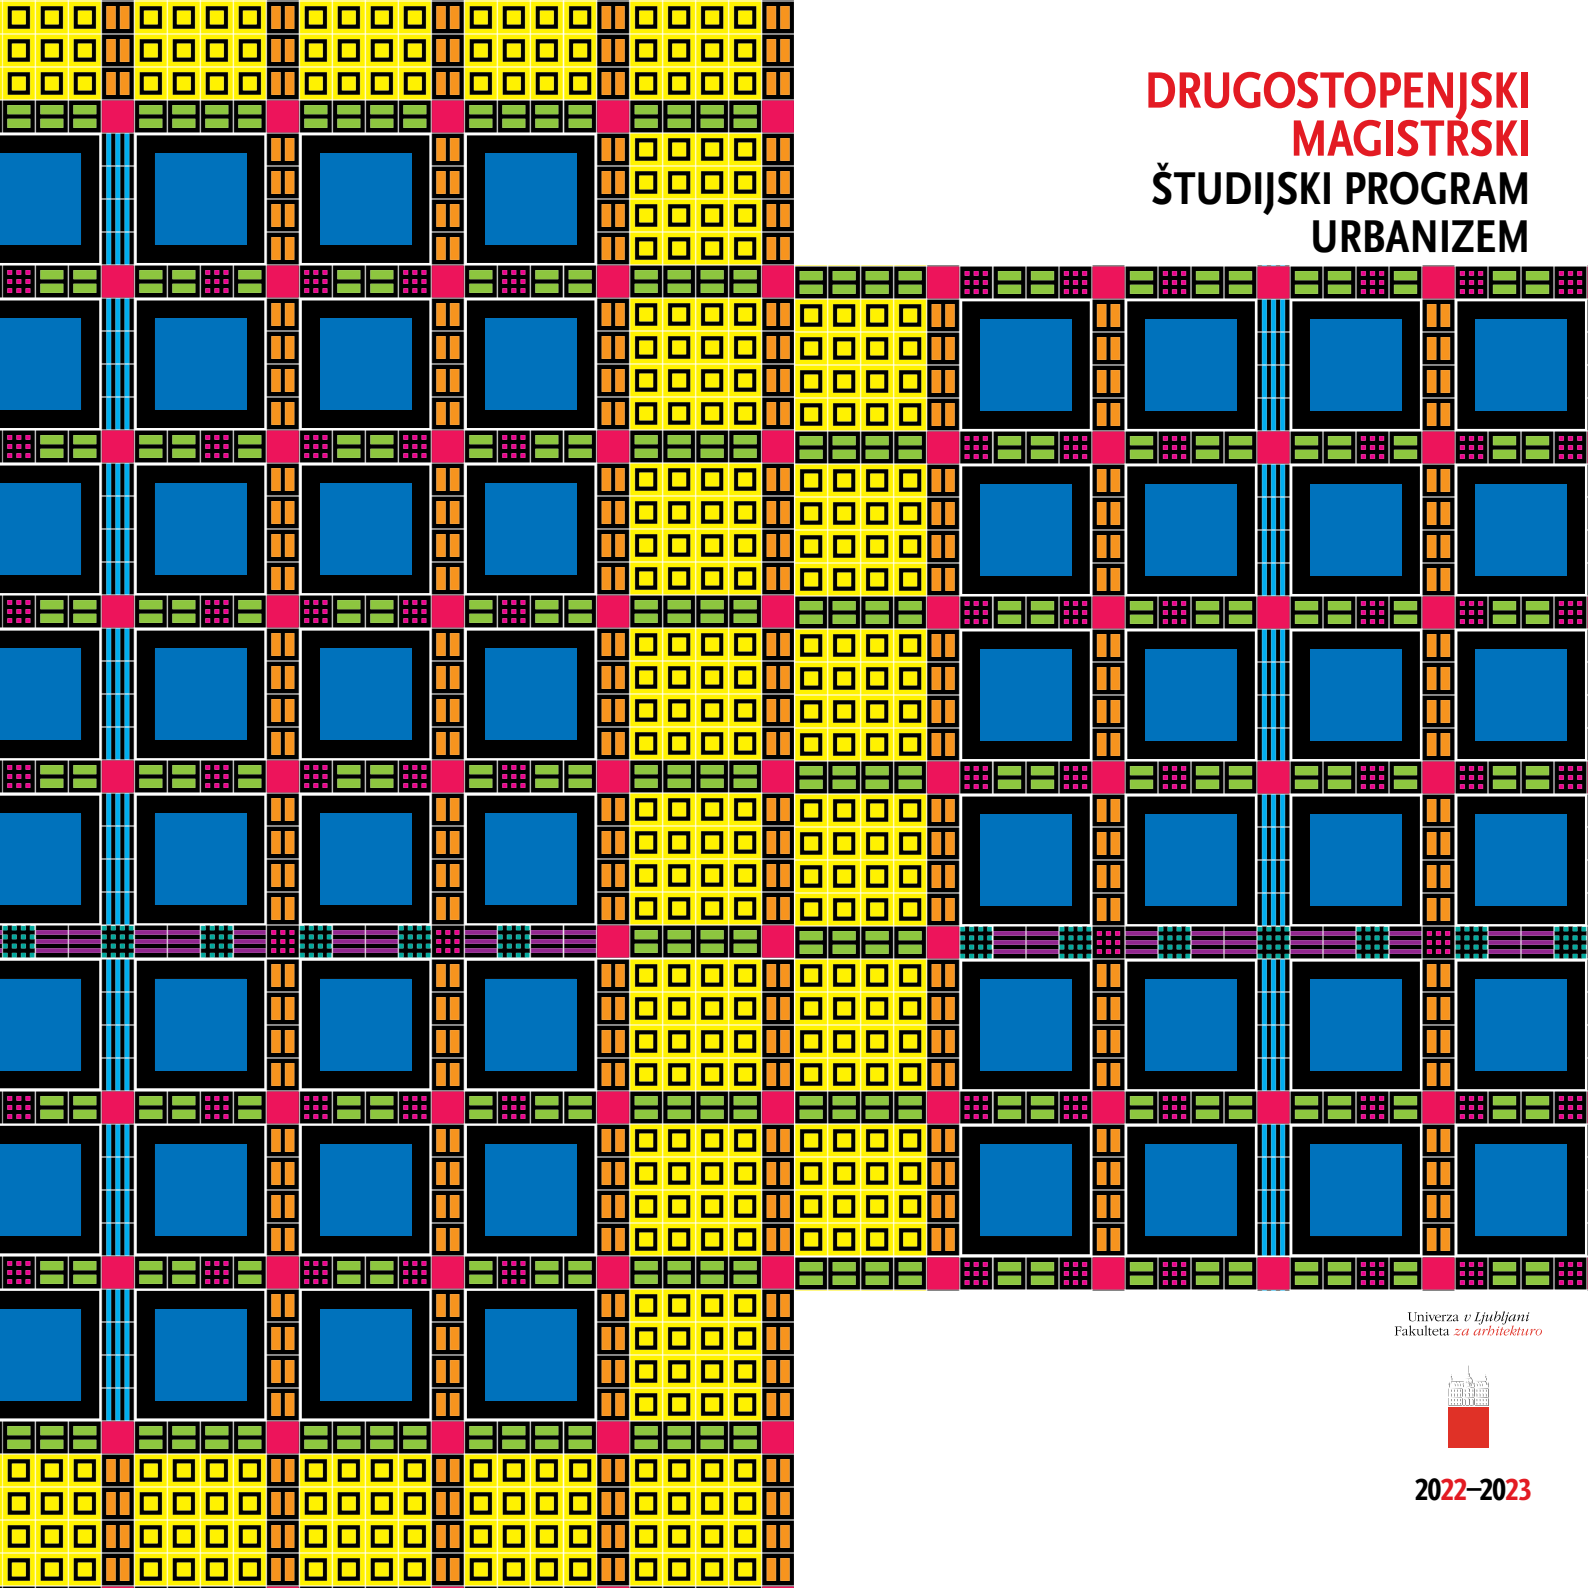 DRUGOSTOPENJSKI
MAGISTRSKI
ŠTUDIJSKI PROGRAM
URBANIZEM
Univerza v Ljubljani
Fakulteta za arhitekturo
2022–2023